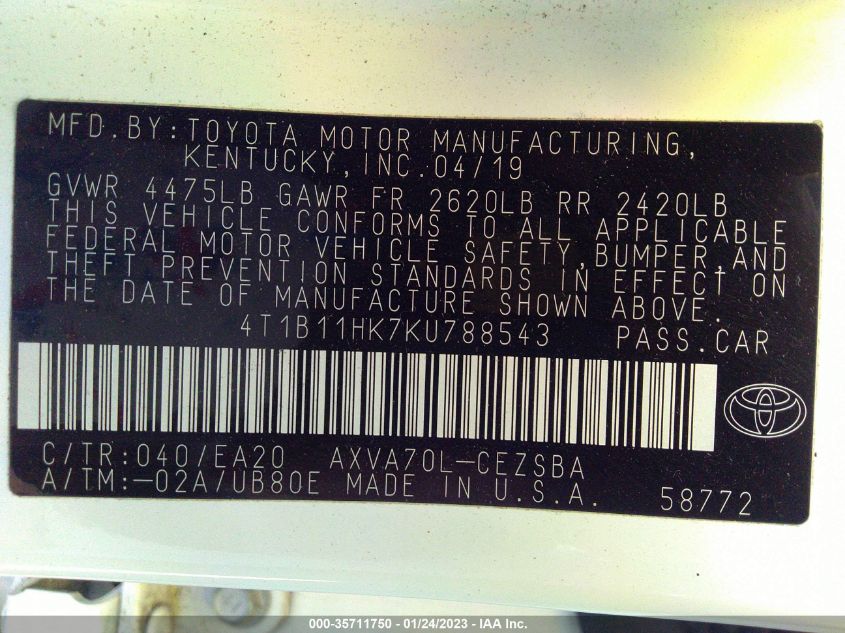 MFD. BY: TOYOTA MOTOR MANUFACTURING,
KENTUCKY, INC. 04/19
GVWR 4475LB GAWR FR 2620LB RR 2420LB
THIS VEHICLE CONFORMS TO ALL APPLICABLE
FEDERAL MOTOR VEHICLE SAFETY, BUMPER, AND
THEFT PREVENTION STANDARDS IN EFFECT ON
THE DATE OF MANUFACTURE SHOWN ABOVE.
4T1B11HK7KU788543 PASS. CAR
C/TR: 040/EA20 AXVA70L-CEZSBA
A/TM: -02A/UB80E MADE IN U.S.A. 58772
000-35711750 - 01/24/2023 - IAA Inc.